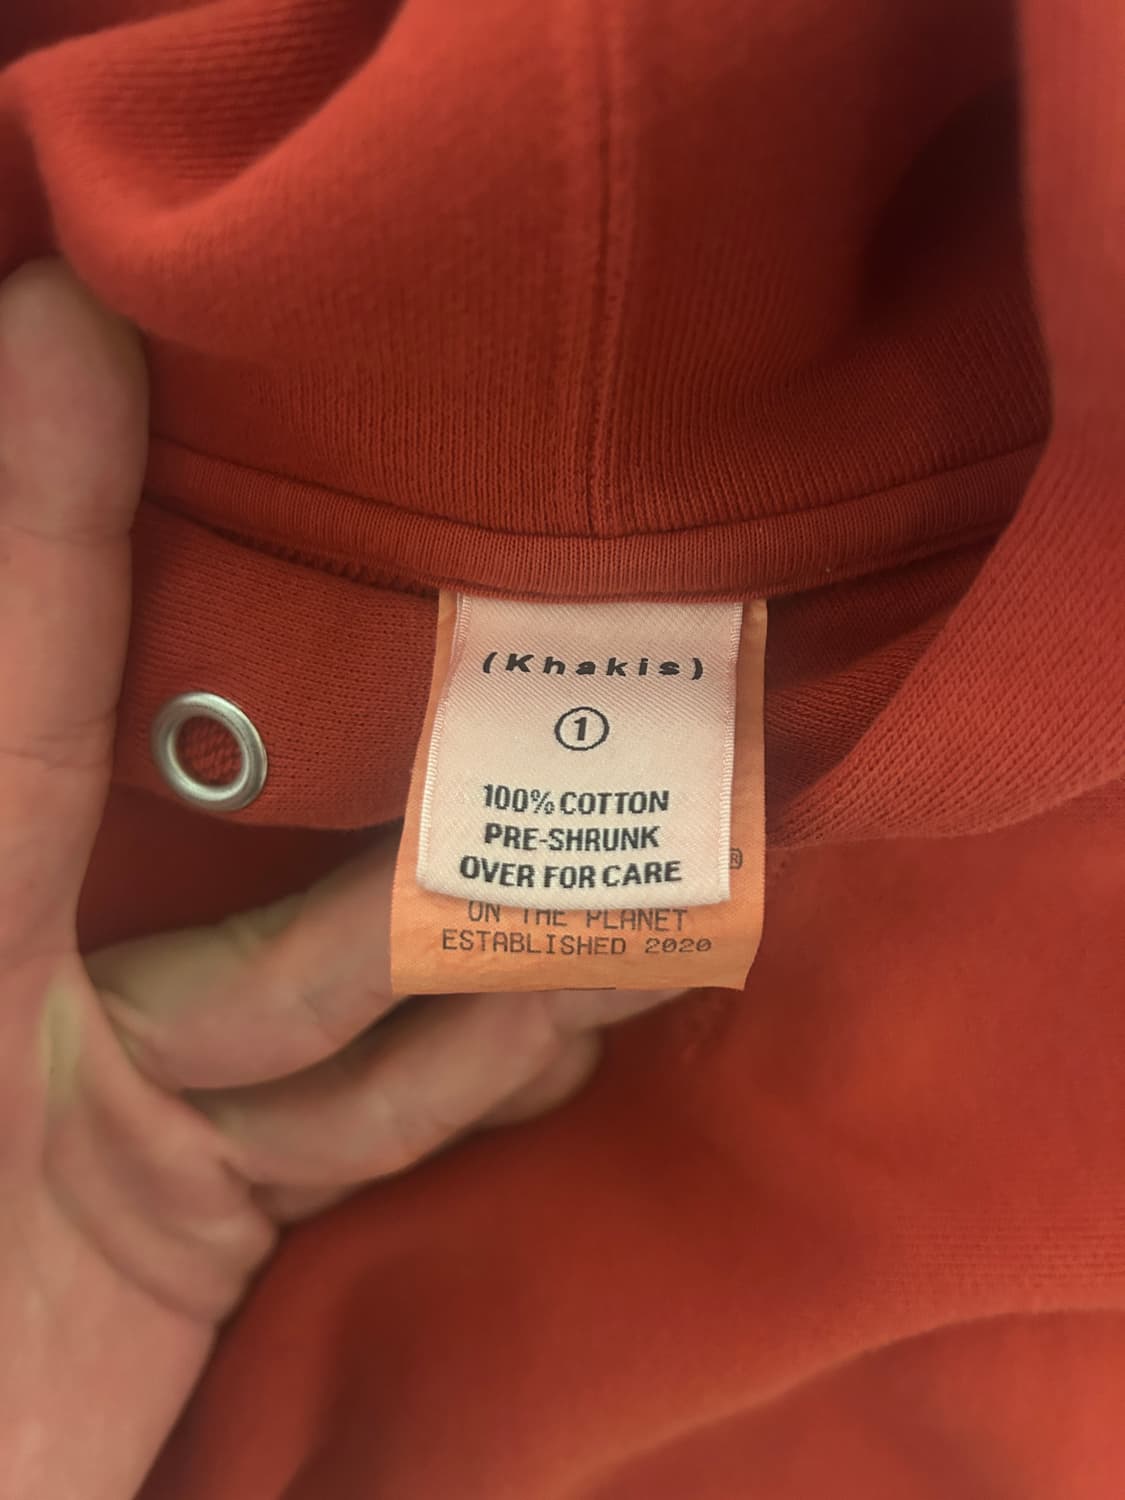 (Khakis)
1
100% COTTON
PRE-SHRUNK
OVER FOR CARE
®
ON THE PLANET
ESTABLISHED 2020